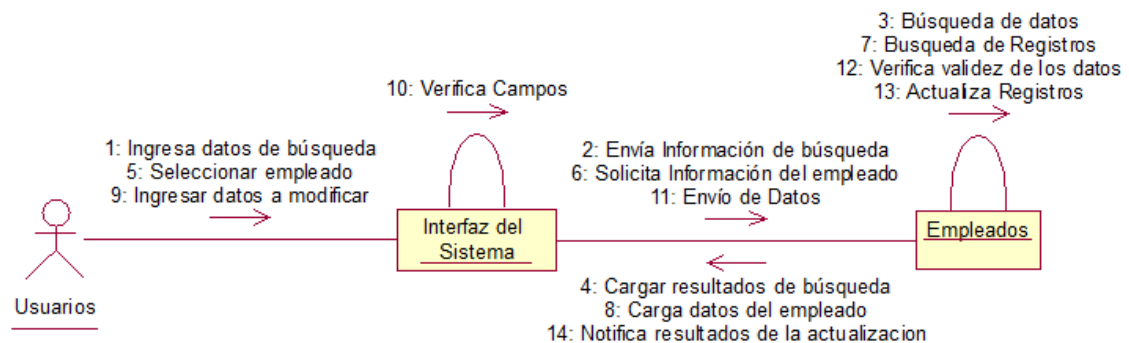 3: Búsqueda de datos
7: Busqueda de Registros
12: Verifica validez de los datos
13: Actualiza Registros
10: Verifica Campos
1: Ingresa datos de búsqueda
5: Seleccionar empleado
9: Ingresar datos a modificar
2: Envía Información de búsqueda
6: Solicita Información del empleado
11: Envío de Datos
Interfaz del
Sistema
Empleados
4: Cargar resultados de búsqueda
8: Carga datos del empleado
14: Notifica resultados de la actualizacion
Usuarios